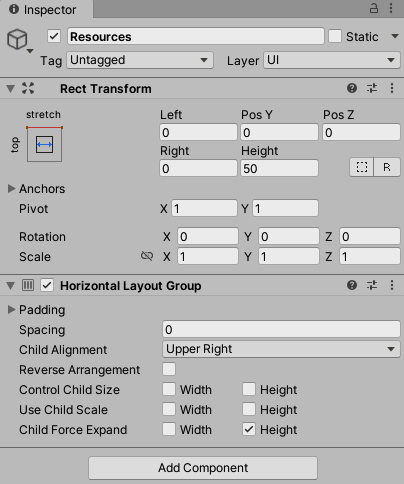 Inspector
Resources Static
Tag Untagged Layer UI
Rect Transform
stretch Left Pos Y Pos Z
top 0 0 0
Right Height
0 50 R
Anchors
Pivot X 1 Y 1
Rotation X 0 Y 0 Z 0
Scale X 1 Y 1 Z 1
Horizontal Layout Group
Padding
Spacing 0
Child Alignment Upper Right
Reverse Arrangement
Control Child Size Width Height
Use Child Scale Width Height
Child Force Expand Width Height
Add Component